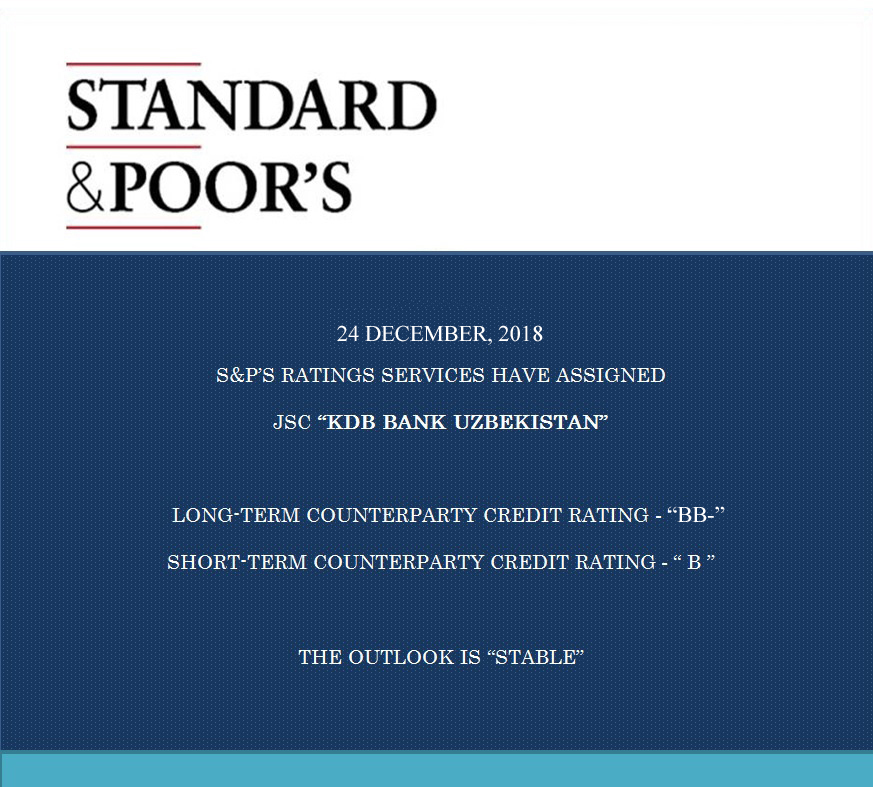 STANDARD
&POOR'S
24 DECEMBER, 2018
S&P'S RATINGS SERVICES HAVE ASSIGNED
JSC “KDB BANK UZBEKISTAN”
LONG-TERM COUNTERPARTY CREDIT RATING - “BB-”
SHORT-TERM COUNTERPARTY CREDIT RATING - “ B ”
THE OUTLOOK IS “STABLE”